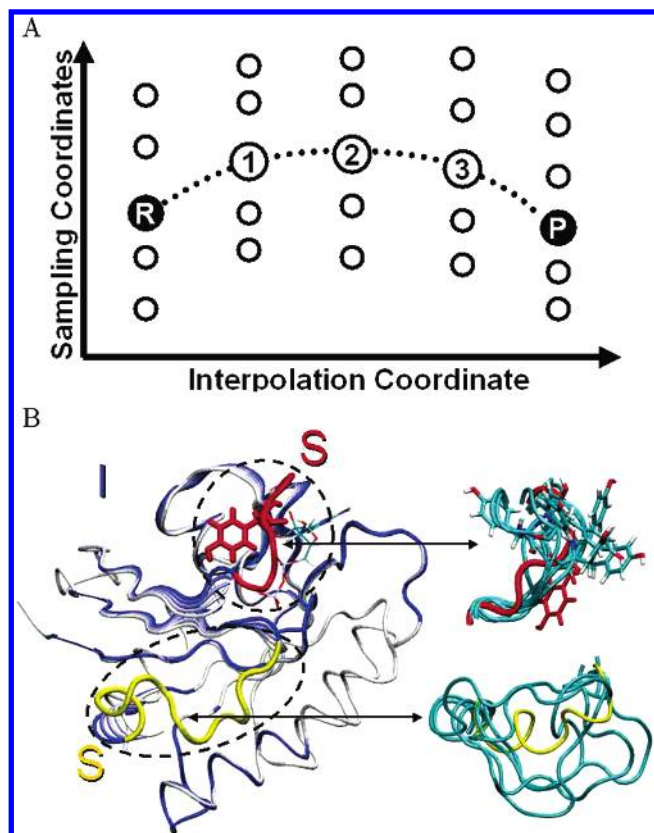 A
Sampling Coordinates
R
1
2
3
P
Interpolation Coordinate
B
I
S
S